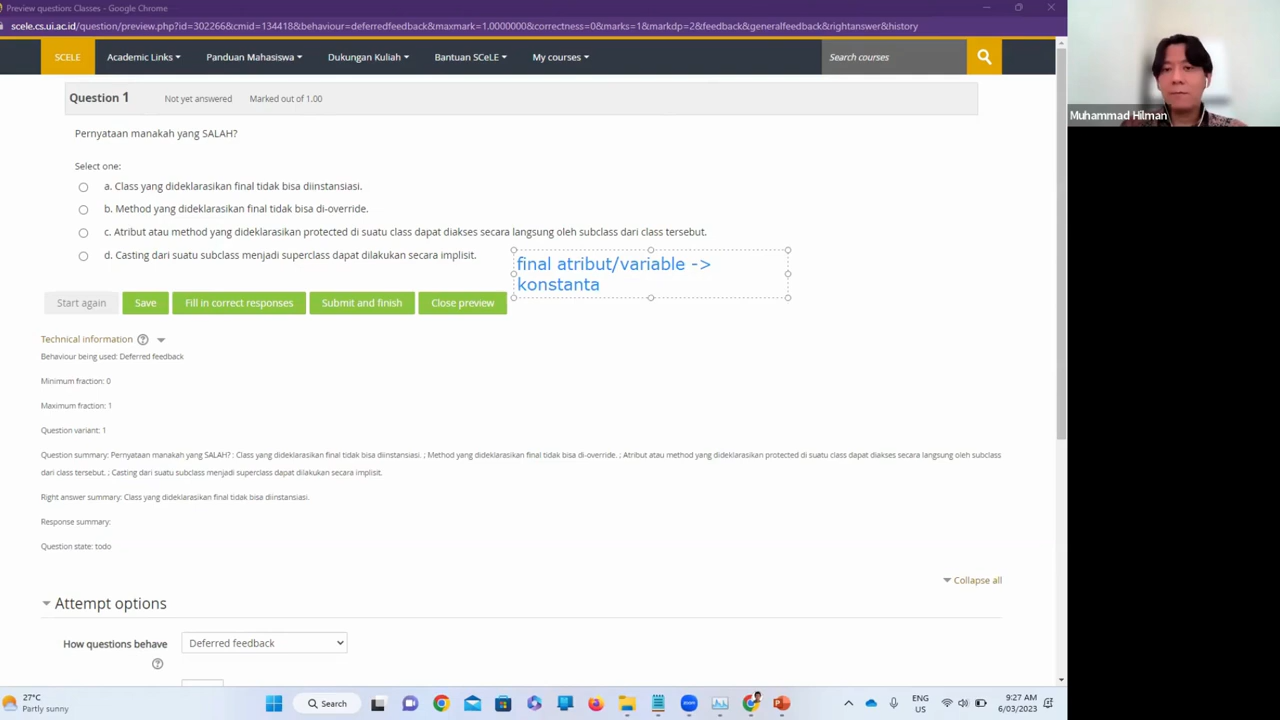 Preview question: Classes - Google Chrome
scele.cs.ui.ac.id/question/preview.php?id=302266&cmid=134418&behaviour=deferredfeedback&maxmark=1.0000000&correctness=0&marks=1&markdp=2&feedback&generalfeedback&rightanswer&history
SCELE Academic Links Panduan Mahasiswa Dukungan Kuliah Bantuan SCeLE My courses Search courses
Muhammad Hilman
Question 1 Not yet answered Marked out of 1.00
Pernyataan manakah yang SALAH?
Select one:
a. Class yang dideklarasikan final tidak bisa diinstansiasi.
b. Method yang dideklarasikan final tidak bisa di-override.
c. Atribut atau method yang dideklarasikan protected di suatu class dapat diakses secara langsung oleh subclass dari class tersebut.
d. Casting dari suatu subclass menjadi superclass dapat dilakukan secara implisit.
final atribut/variable ->
konstanta
Start again Save Fill in correct responses Submit and finish Close preview
Technical information
Behaviour being used: Deferred feedback
Minimum fraction: 0
Maximum fraction: 1
Question variant: 1
Question summary: Pernyataan manakah yang SALAH? : Class yang dideklarasikan final tidak bisa diinstansiasi. ; Method yang dideklarasikan final tidak bisa di-override. ; Atribut atau method yang dideklarasikan protected di suatu class dapat diakses secara langsung oleh subclass
dari class tersebut. ; Casting dari suatu subclass menjadi superclass dapat dilakukan secara implisit.
Right answer summary: Class yang dideklarasikan final tidak bisa diinstansiasi.
Response summary:
Question state: todo
Collapse all
Attempt options
How questions behave Deferred feedback
27°C
Partly sunny
Search
ENG
US
9:27 AM
6/03/2023